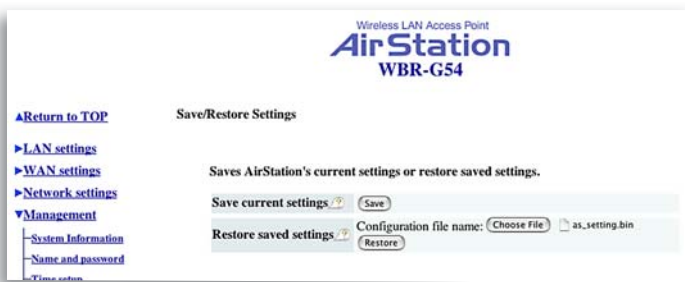 Wireless LAN Access Point
AirStation
WBR-G54
Return to TOP
LAN settings
WAN settings
Network settings
Management
System Information
Name and password
Time setup
Save/Restore Settings
Saves AirStation's current settings or restore saved settings.
Save current settings ? Save
Restore saved settings ? Configuration file name: Choose File as_setting.bin
Restore